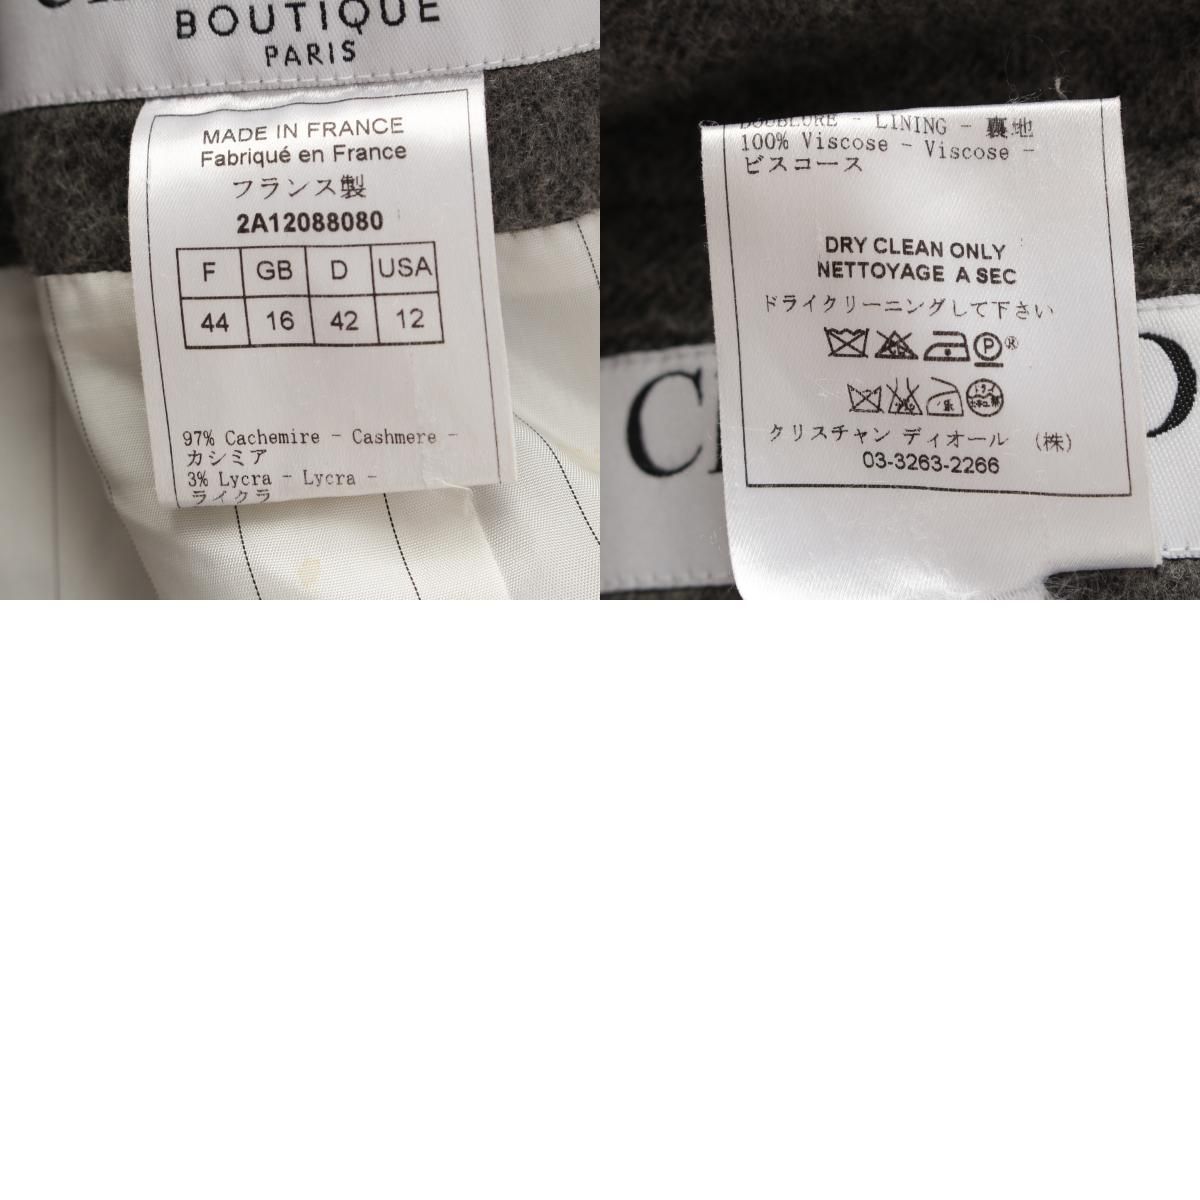 BOUTIQUE
PARIS
MADE IN FRANCE
Fabriqué en France
フランス製
2A12088080
F GB D USA
44 16 42 12
97% Cachemire - Cashmere -
カシミア
3% Lycra - Lycra -
ライクラ
DOUBLURE - LINING - 裏地
100% Viscose - Viscose -
ビスコース
DRY CLEAN ONLY
NETTOYAGE A SEC
ドライクリーニングして下さい
P ®
クリスチャン ディオール (株)
03-3263-2266